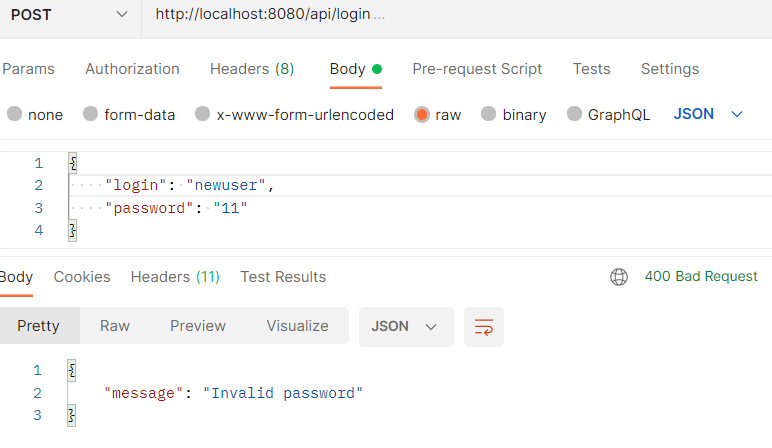 POST http://localhost:8080/api/login ...
Params Authorization Headers (8) Body Pre-request Script Tests Settings
none form-data x-www-form-urlencoded raw binary GraphQL JSON
1 {
2 "login": "newuser",
3 "password": "11"
4 }
Body Cookies Headers (11) Test Results 400 Bad Request
Pretty Raw Preview Visualize JSON
1 {
2 "message": "Invalid password"
3 }